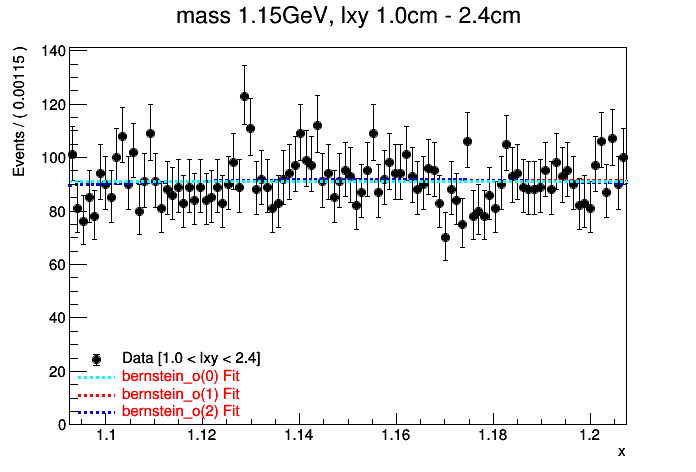 mass 1.15GeV, lxy 1.0cm - 2.4cm
Events / ( 0.00115 )
140
120
100
80
60
40
20
0
Data [1.0 < lxy < 2.4]
bernstein_o(0) Fit
bernstein_o(1) Fit
bernstein_o(2) Fit
1.1 1.12 1.14 1.16 1.18 1.2
x